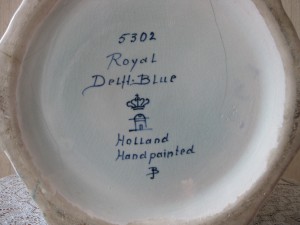 5302
Royal
Delft-Blue
Holland
Handpainted
B